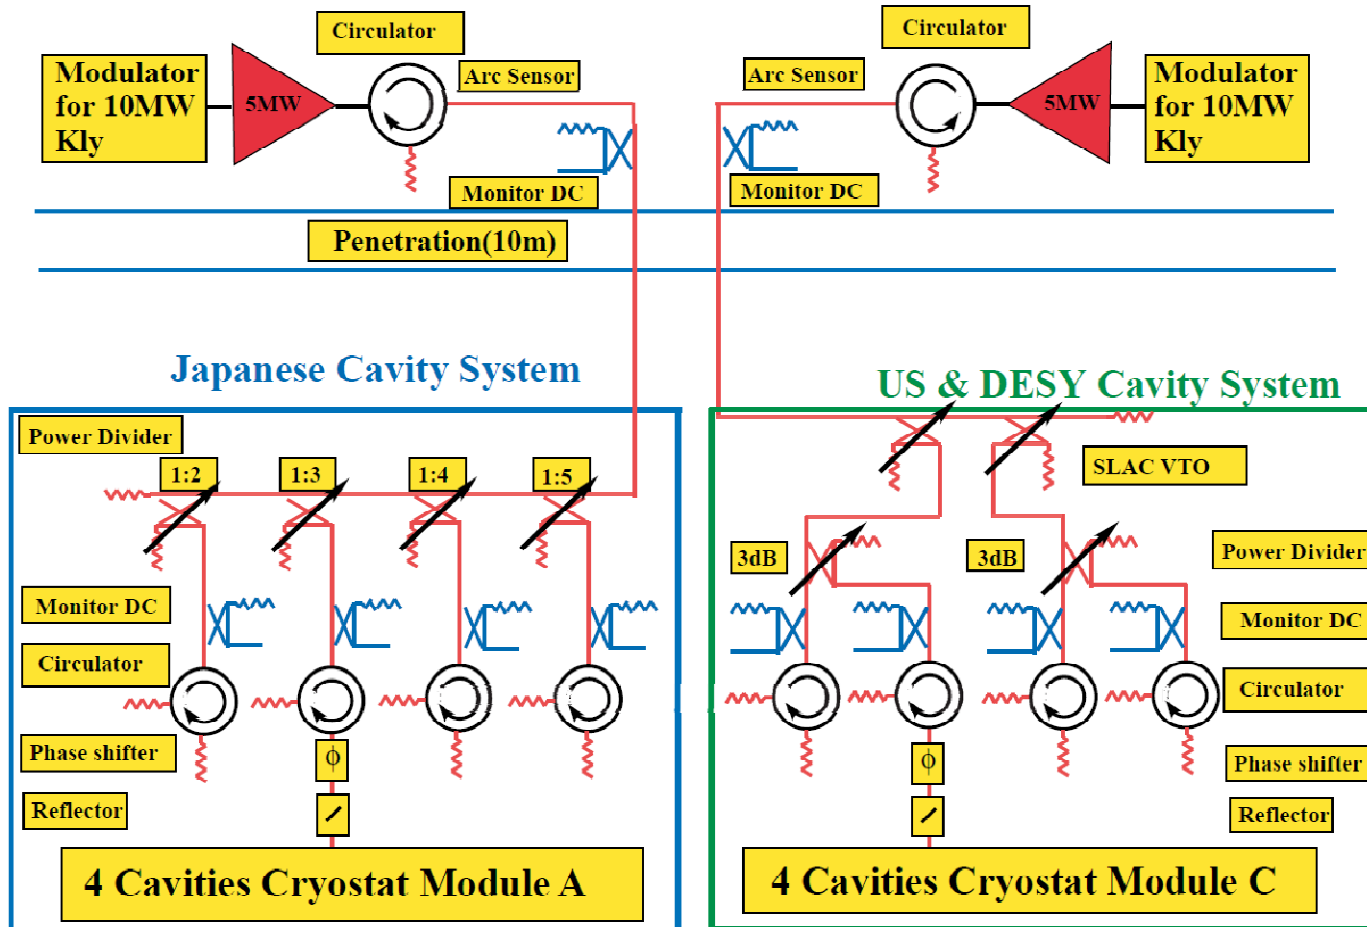 Circulator
Circulator
Modulator
for 10MW
Kly
5MW
Arc Sensor
Arc Sensor
5MW
Modulator
for 10MW
Kly
Monitor DC
Monitor DC
Penetration(10m)
Japanese Cavity System
US & DESY Cavity System
Power Divider
1:2
1:3
1:4
1:5
SLAC VTO
3dB
3dB
Power Divider
Monitor DC
Monitor DC
Circulator
Circulator
Phase shifter
ϕ
ϕ
Phase shifter
Reflector
Reflector
4 Cavities Cryostat Module A
4 Cavities Cryostat Module C